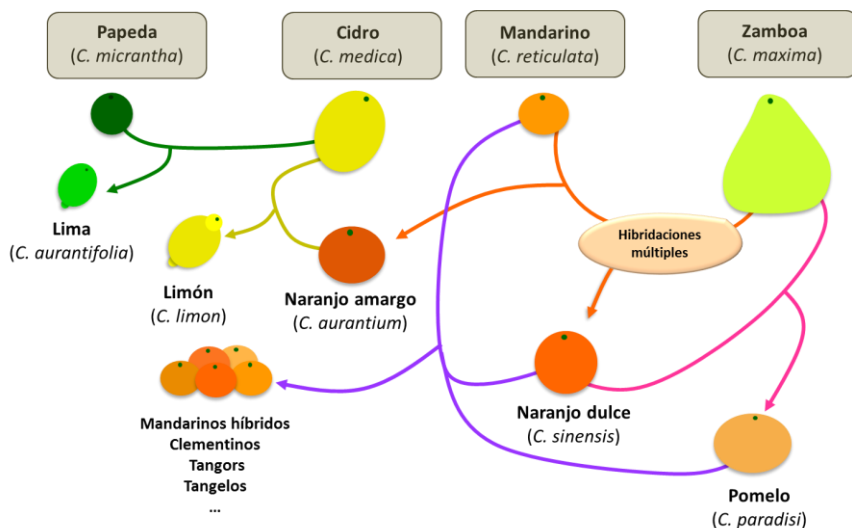 Papeda
(C. micrantha)
Cidro
(C. medica)
Mandarino
(C. reticulata)
Zamboa
(C. maxima)
Lima
(C. aurantifolia)
Limón
(C. limon)
Naranjo amargo
(C. aurantium)
Hibridaciones
múltiples
Mandarinos híbridos
Clementinos
Tangors
Tangelos
...
Naranjo dulce
(C. sinensis)
Pomelo
(C. paradisi)